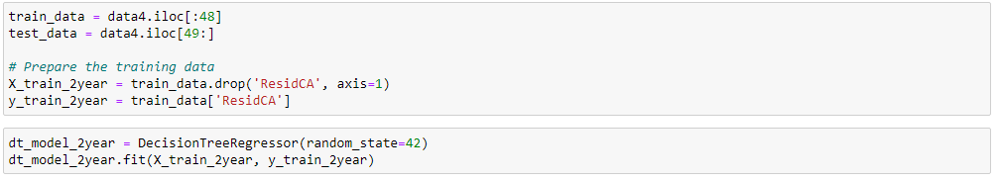 train_data = data4.iloc[:48]
test_data = data4.iloc[49:]
# Prepare the training data
X_train_2year = train_data.drop('ResidCA', axis=1)
y_train_2year = train_data['ResidCA']
dt_model_2year = DecisionTreeRegressor(random_state=42)
dt_model_2year.fit(X_train_2year, y_train_2year)